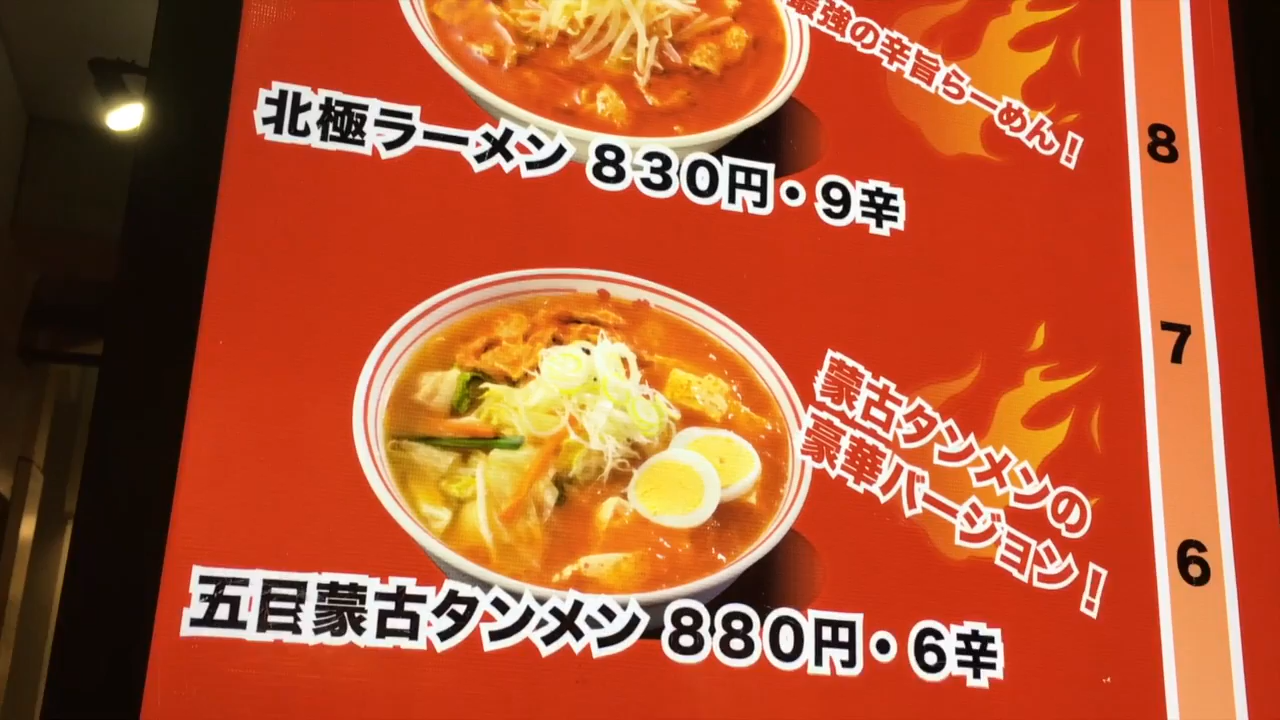 最強の辛旨らーめん!
北極ラーメン 830円・9辛
8
7
蒙古タンメンの
豪華バージョン!
6
五目蒙古タンメン 880円・6辛